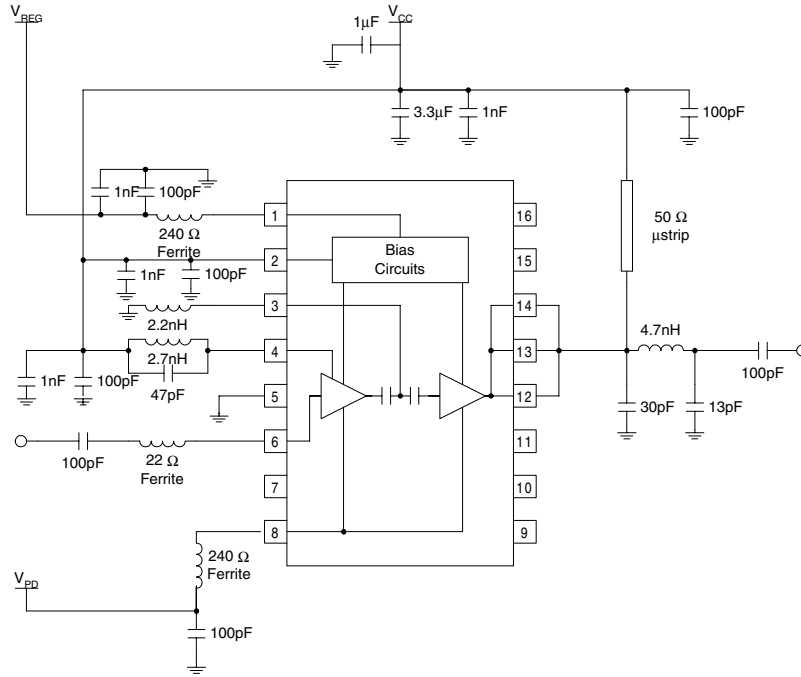 V_REG
V_CC
1µF
3.3µF
1nF
100pF
1nF
100pF
1
16
50 Ω
µstrip
240 Ω
Ferrite
Bias
Circuits
2
15
1nF
100pF
3
14
2.2nH
4.7nH
4
13
2.7nH
100pF
1nF
100pF
47pF
5
12
30pF
13pF
6
11
100pF
22 Ω
Ferrite
7
10
8
9
240 Ω
Ferrite
V_PD
100pF